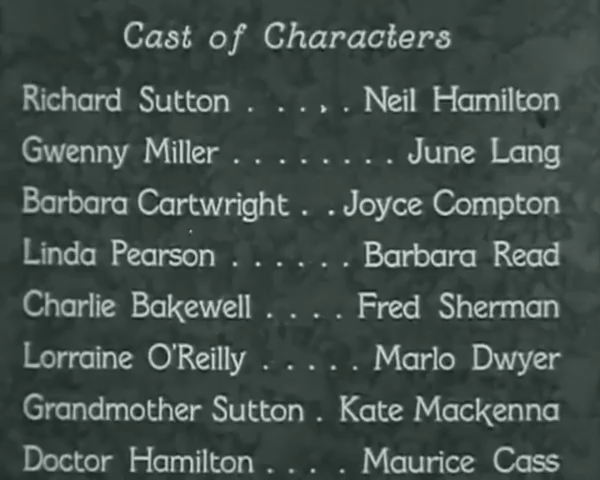 Cast of Characters
Richard Sutton . . . . . Neil Hamilton
Gwenny Miller . . . . . . . . June Lang
Barbara Cartwright . . Joyce Compton
Linda Pearson . . . . . . Barbara Read
Charlie Bakewell . . . . Fred Sherman
Lorraine O'Reilly . . . . . Marlo Dwyer
Grandmother Sutton . Kate Mackenna
Doctor Hamilton . . . . Maurice Cass